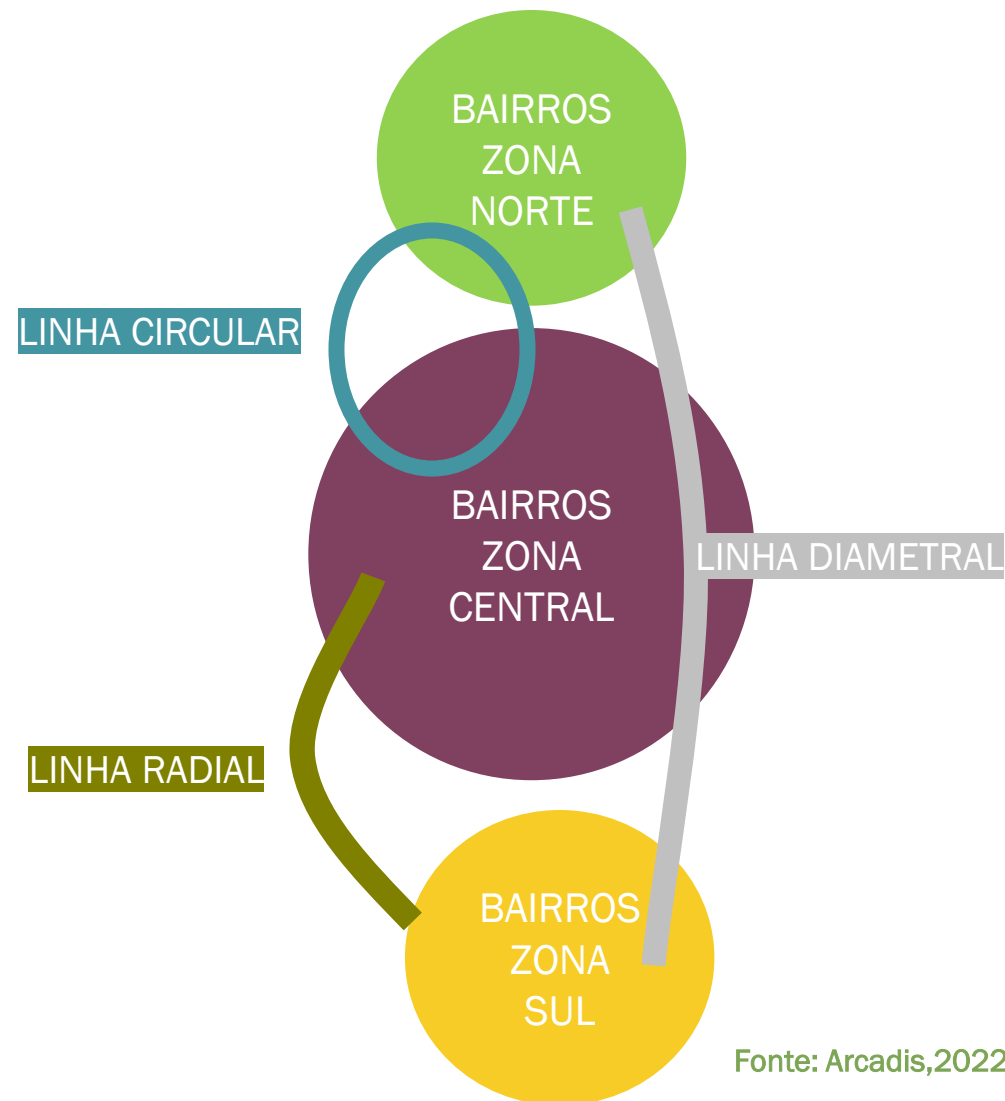 BAIRROS
ZONA
NORTE
LINHA CIRCULAR
BAIRROS
ZONA
CENTRAL
LINHA DIAMETRAL
LINHA RADIAL
BAIRROS
ZONA
SUL
Fonte: Arcadis,2022